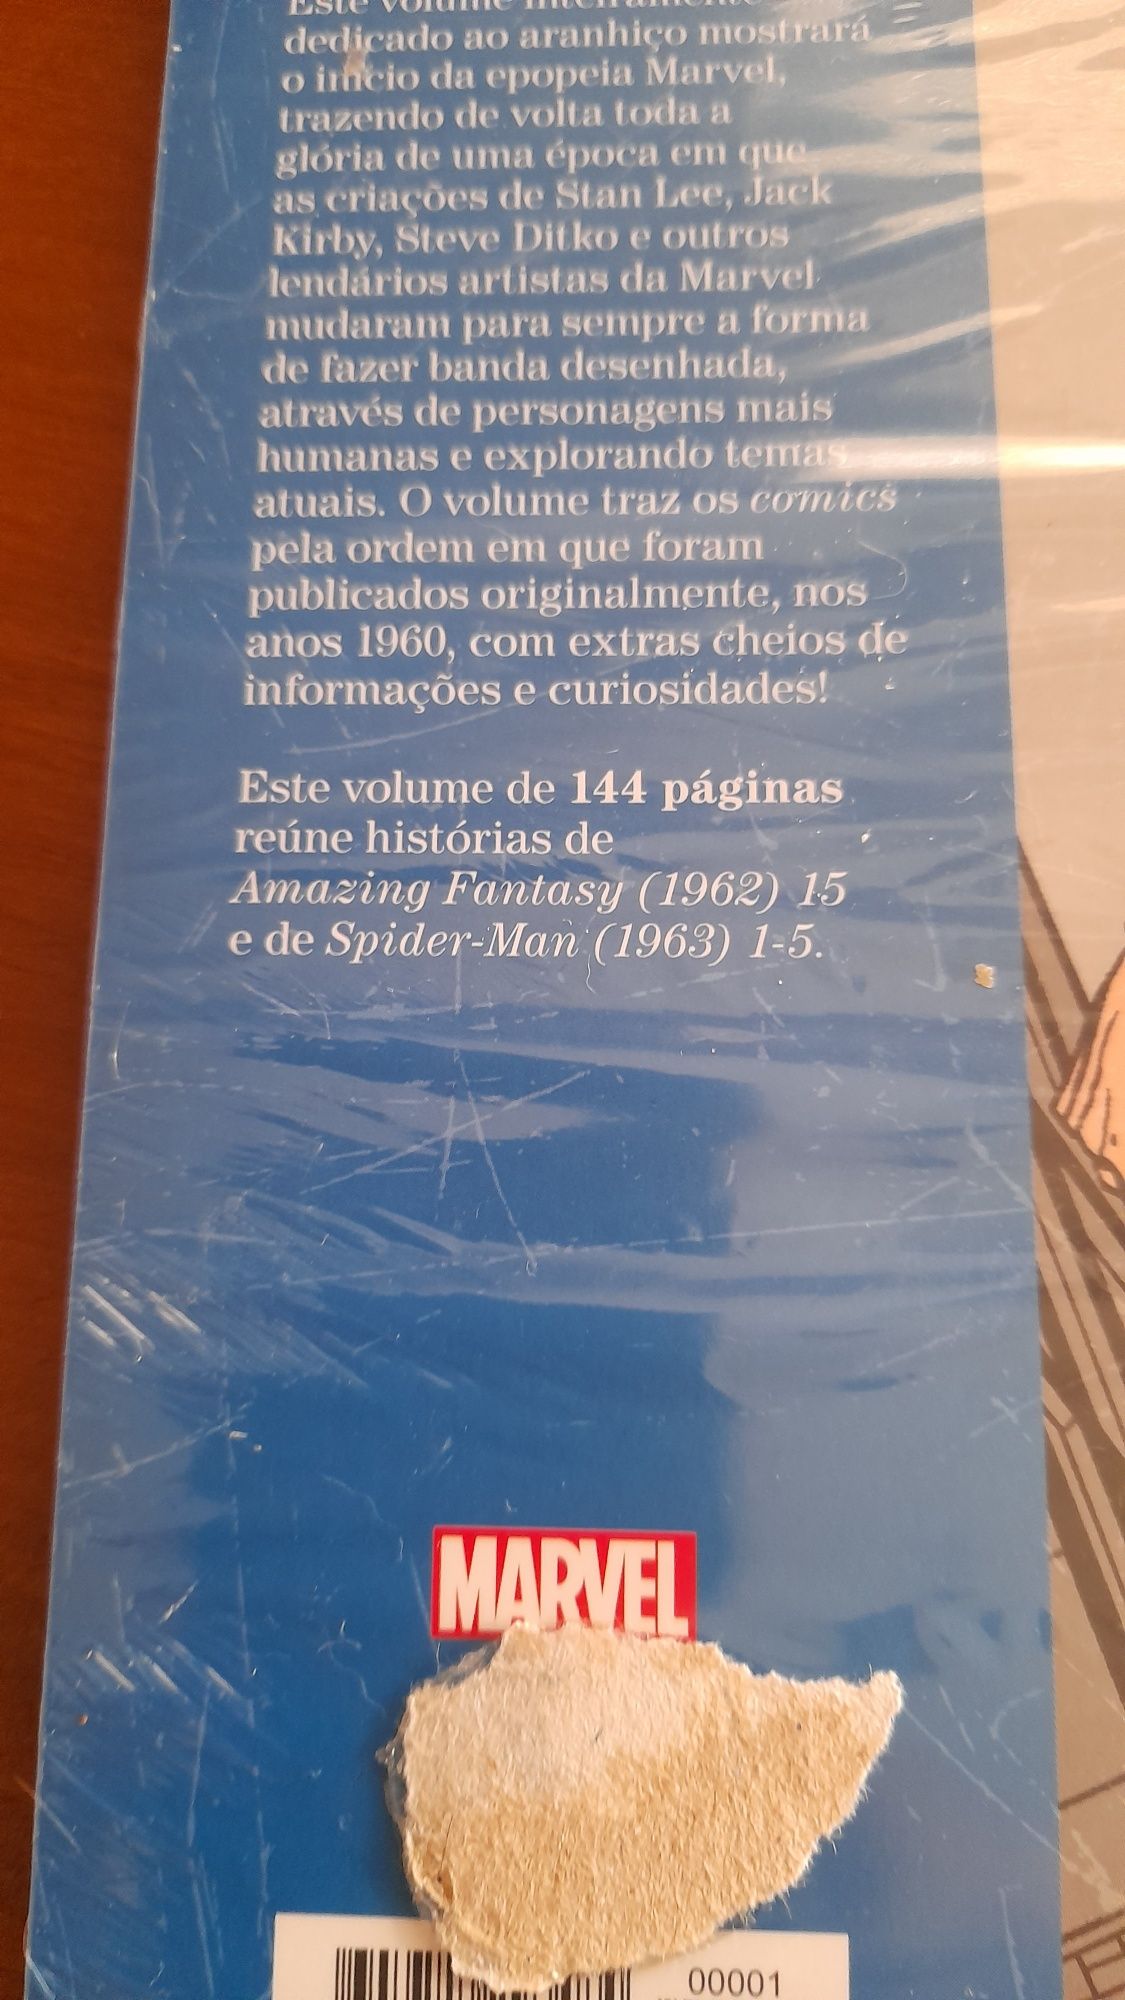 Este volume inteiramente
dedicado ao aranhiço mostrará
o início da epopeia Marvel,
trazendo de volta toda a
glória de uma época em que
as criações de Stan Lee, Jack
Kirby, Steve Ditko e outros
lendários artistas da Marvel
mudaram para sempre a forma
de fazer banda desenhada,
através de personagens mais
humanas e explorando temas
atuais. O volume traz os comics
pela ordem em que foram
publicados originalmente, nos
anos 1960, com extras cheios de
informações e curiosidades!
Este volume de 144 páginas
reúne histórias de
Amazing Fantasy (1962) 15
e de Spider-Man (1963) 1-5.
MARVEL
00001